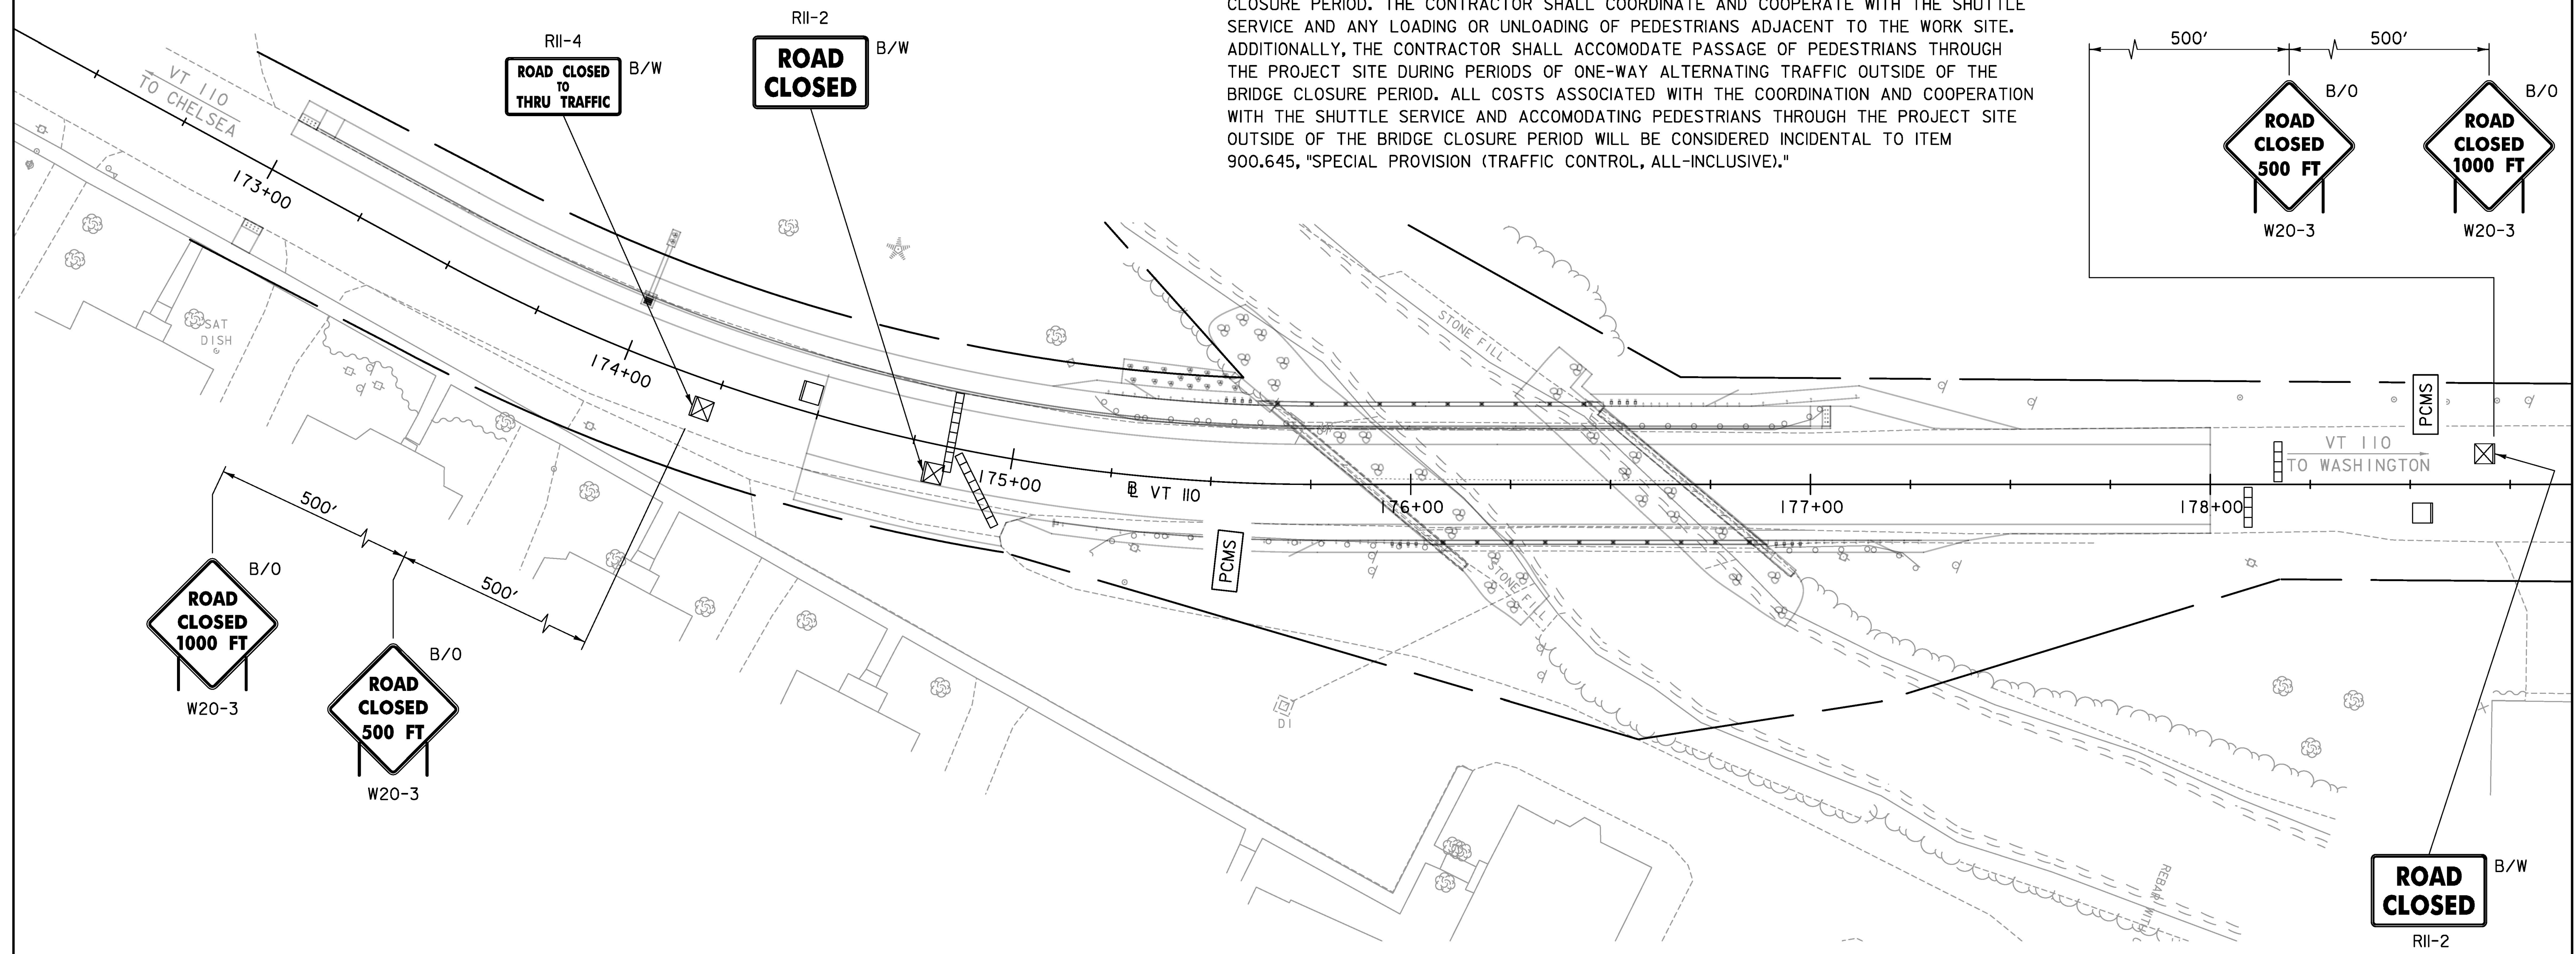 CLOSURE PERIOD. THE CONTRACTOR SHALL COORDINATE AND COOPERATE WITH THE SHUTTLE
SERVICE AND ANY LOADING OR UNLOADING OF PEDESTRIANS ADJACENT TO THE WORK SITE.
ADDITIONALLY, THE CONTRACTOR SHALL ACCOMODATE PASSAGE OF PEDESTRIANS THROUGH
THE PROJECT SITE DURING PERIODS OF ONE-WAY ALTERNATING TRAFFIC OUTSIDE OF THE
BRIDGE CLOSURE PERIOD. ALL COSTS ASSOCIATED WITH THE COORDINATION AND COOPERATION
WITH THE SHUTTLE SERVICE AND ACCOMODATING PEDESTRIANS THROUGH THE PROJECT SITE
OUTSIDE OF THE BRIDGE CLOSURE PERIOD WILL BE CONSIDERED INCIDENTAL TO ITEM
900.645, "SPECIAL PROVISION (TRAFFIC CONTROL, ALL-INCLUSIVE)."
R11-4
ROAD CLOSED
TO
THRU TRAFFIC
B/W
R11-2
ROAD
CLOSED
B/W
500'
500'
ROAD
CLOSED
500 FT
B/O
W20-3
ROAD
CLOSED
1000 FT
B/O
W20-3
VT 110
TO CHELSEA
173+00
SAT
DISH
174+00
175+00
℄ VT 110
176+00
177+00
178+00
STONE FILL
STONE FILL
PCMS
PCMS
VT 110
TO WASHINGTON
500'
500'
ROAD
CLOSED
1000 FT
B/O
W20-3
ROAD
CLOSED
500 FT
B/O
W20-3
DI
REBAR WITH
ROAD
CLOSED
B/W
R11-2